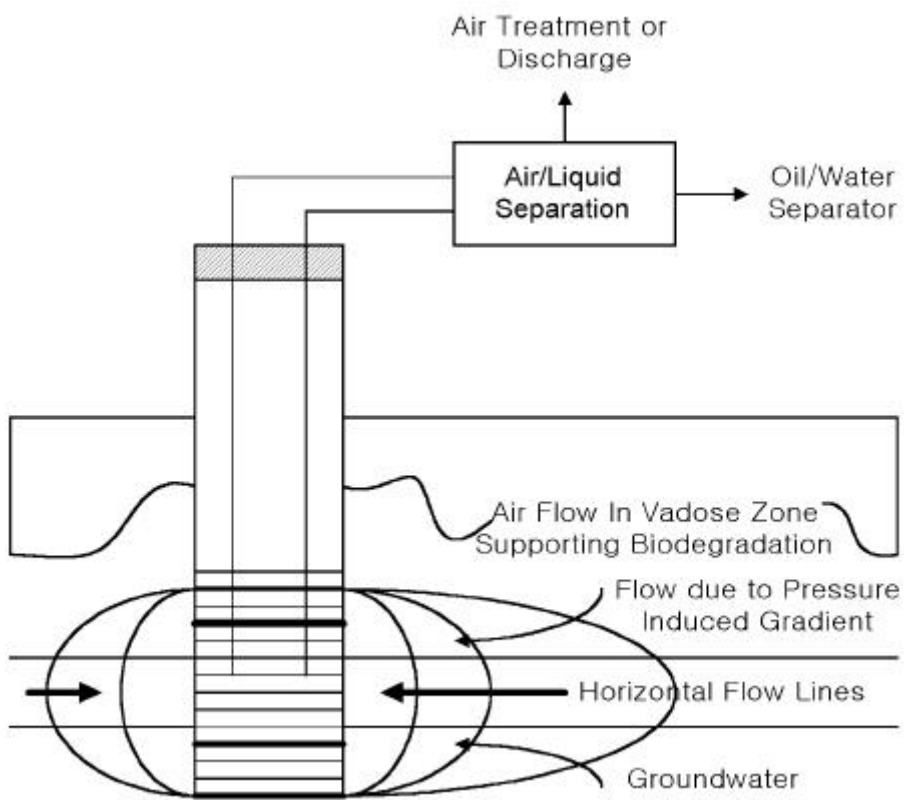 Air Treatment or
Discharge
Air/Liquid
Separation
Oil/Water
Separator
Air Flow In Vadose Zone
Supporting Biodegradation
Flow due to Pressure
Induced Gradient
Horizontal Flow Lines
Groundwater